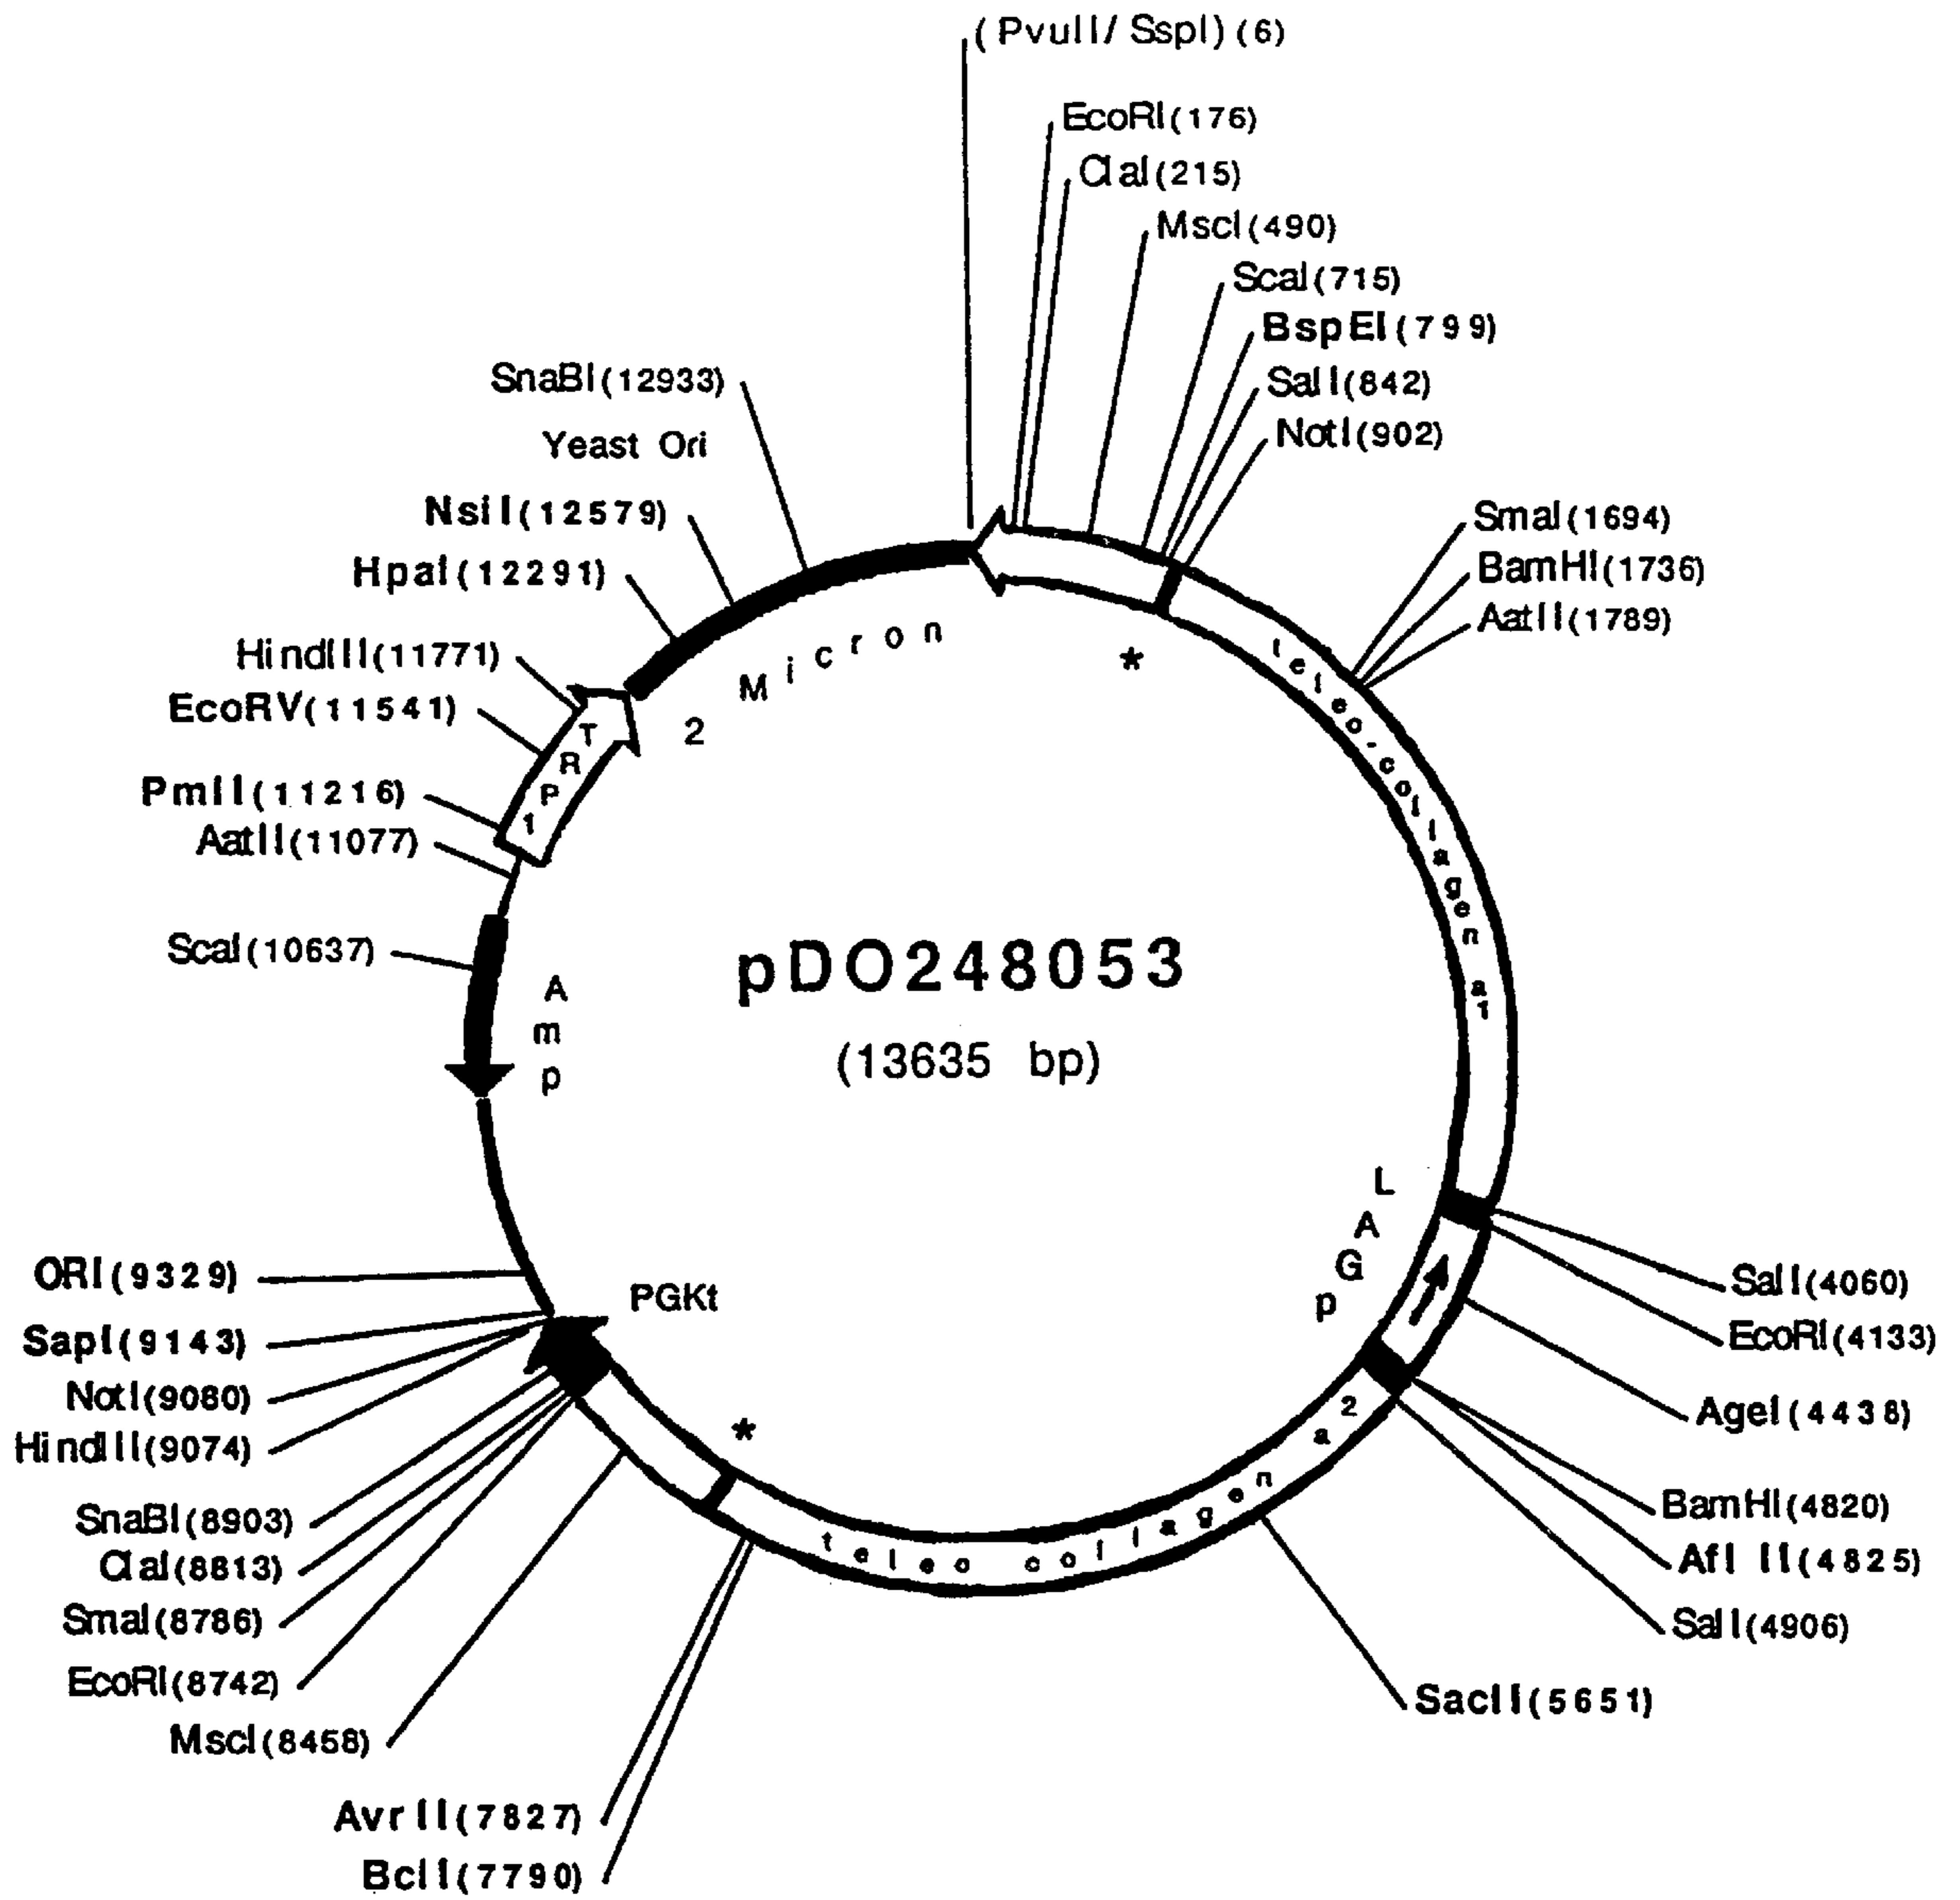 (PvuII/ SspI) (6)
EcoRI(176)
ClaI(215)
MscI(490)
ScaI(715)
BspEI(799)
SalI(842)
NotI(902)
SmaI(1694)
BamHI(1736)
AatII(1789)
SnaBI(12933)
Yeast Ori
NsiI(12579)
HpaI(12291)
HindIII(11771)
EcoRV(11541)
PmlI(11216)
AatII(11077)
ScaI(10637)
2 Micron
*
TRP1
teleo-collagen a1
Amp
pDO248053
(13635 bp)
pGAL
SalI(4060)
EcoRI(4133)
AgeI(4438)
BamHI(4820)
Afl II(4825)
SalI(4906)
SacII(5651)
teleo collagen a2
*
PGKt
ORI(9329)
SapI(9143)
NotI(9080)
HindIII(9074)
SnaBI(8903)
ClaI(8813)
SmaI(8786)
EcoRI(8742)
MscI(8458)
AvrII(7827)
BclI(7790)